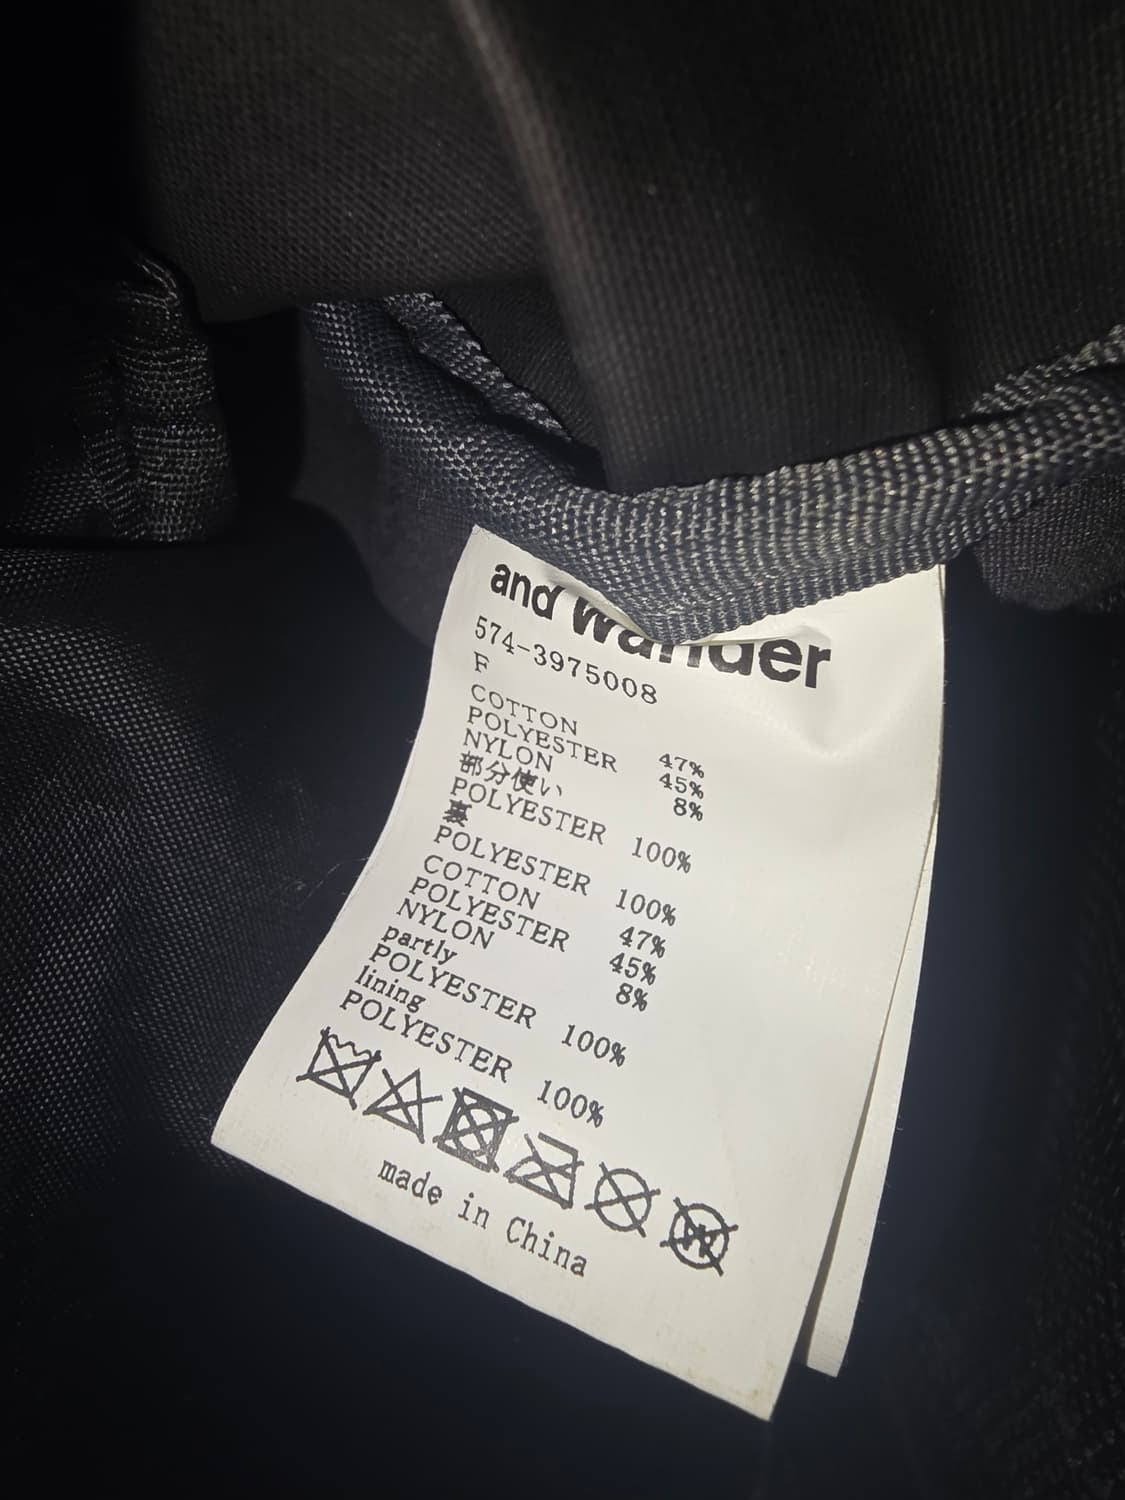 and wander
574-3975008
F
COTTON 47%
POLYESTER 45%
NYLON 8%
部分使い
POLYESTER 100%
裏
POLYESTER 100%
COTTON 47%
POLYESTER 45%
NYLON 8%
partly
POLYESTER 100%
lining
POLYESTER 100%
W
made in China